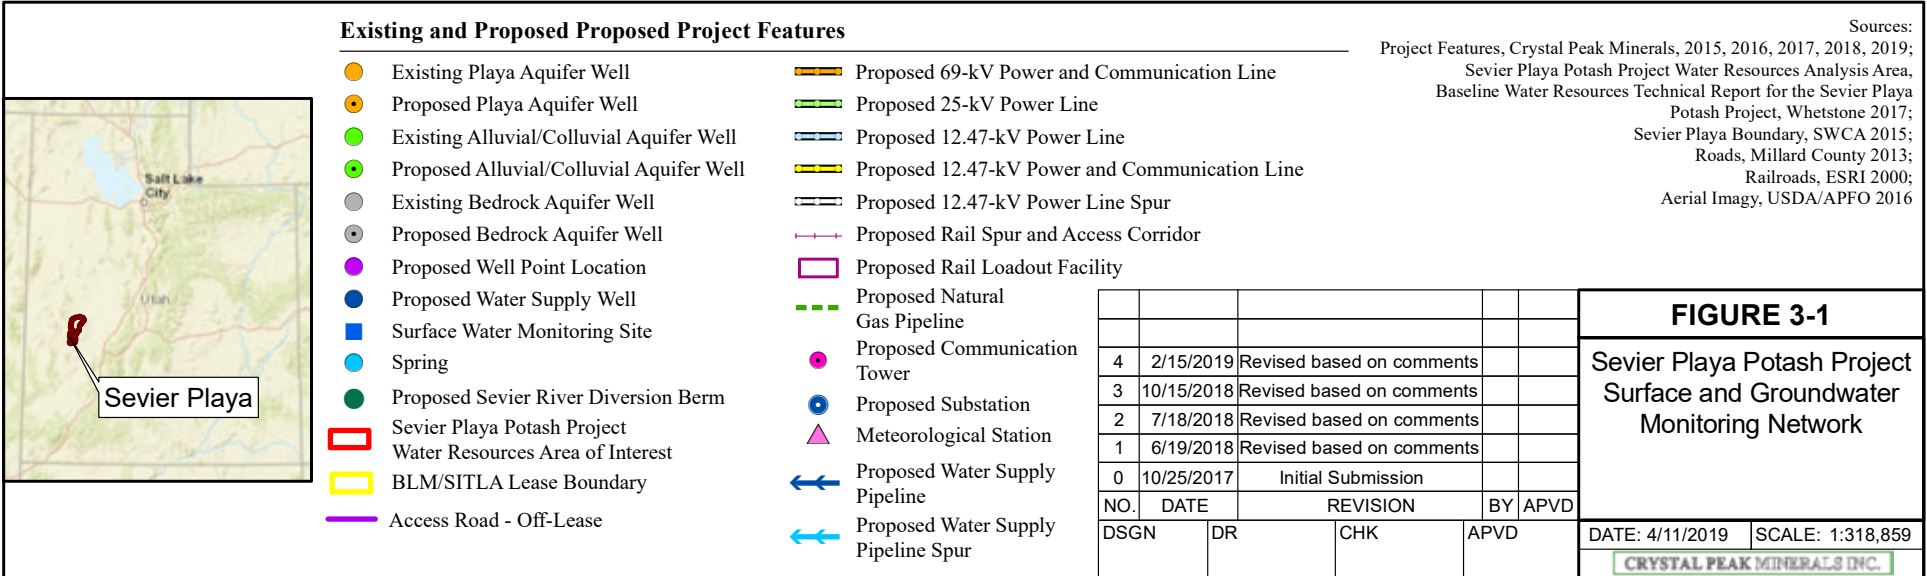 Existing and Proposed Proposed Project Features
Existing Playa Aquifer Well
Proposed Playa Aquifer Well
Existing Alluvial/Colluvial Aquifer Well
Proposed Alluvial/Colluvial Aquifer Well
Existing Bedrock Aquifer Well
Proposed Bedrock Aquifer Well
Proposed Well Point Location
Proposed Water Supply Well
Surface Water Monitoring Site
Spring
Proposed Sevier River Diversion Berm
Sevier Playa Potash Project
Water Resources Area of Interest
BLM/SITLA Lease Boundary
Access Road - Off-Lease
Proposed 69-kV Power and Communication Line
Proposed 25-kV Power Line
Proposed 12.47-kV Power Line
Proposed 12.47-kV Power and Communication Line
Proposed 12.47-kV Power Line Spur
Proposed Rail Spur and Access Corridor
Proposed Rail Loadout Facility
Proposed Natural
Gas Pipeline
Proposed Communication
Tower
Proposed Substation
Meteorological Station
Proposed Water Supply
Pipeline
Proposed Water Supply
Pipeline Spur
Sources:
Project Features, Crystal Peak Minerals, 2015, 2016, 2017, 2018, 2019;
Sevier Playa Potash Project Water Resources Analysis Area,
Baseline Water Resources Technical Report for the Sevier Playa
Potash Project, Whetstone 2017;
Sevier Playa Boundary, SWCA 2015;
Roads, Millard County 2013;
Railroads, ESRI 2000;
Aerial Imagy, USDA/APFO 2016
Salt Lake
City
Utah
Sevier Playa
4 2/15/2019 Revised based on comments
3 10/15/2018 Revised based on comments
2 7/18/2018 Revised based on comments
1 6/19/2018 Revised based on comments
0 10/25/2017 Initial Submission
NO. DATE REVISION BY APVD
DSGN DR CHK APVD
FIGURE 3-1
Sevier Playa Potash Project
Surface and Groundwater
Monitoring Network
DATE: 4/11/2019 SCALE: 1:318,859
CRYSTAL PEAK MINERALS INC.